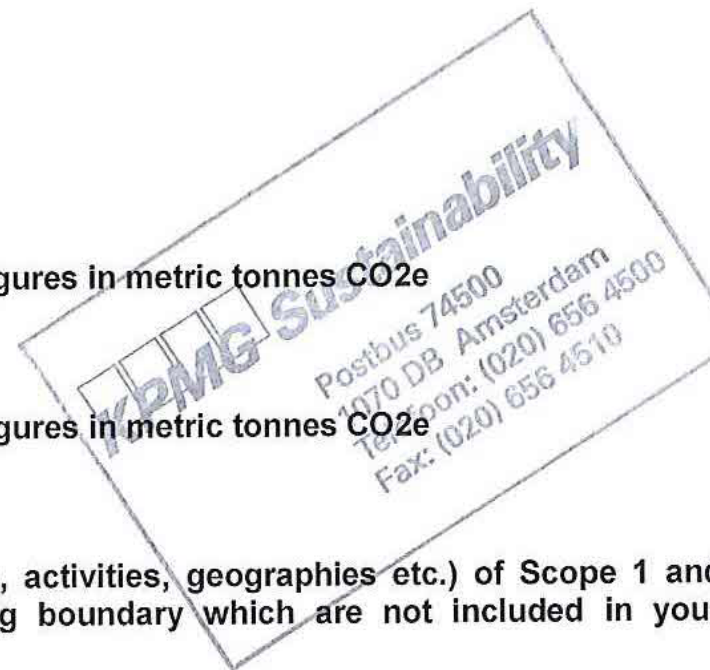 gures in metric tonnes CO2e
gures in metric tonnes CO2e
, activities, geographies etc.) of Scope 1 and
g boundary which are not included in you
KPMG Sustainability
Postbus 74500
1070 DB Amsterdam
Telefoon: (020) 656 4500
Fax: (020) 656 4510